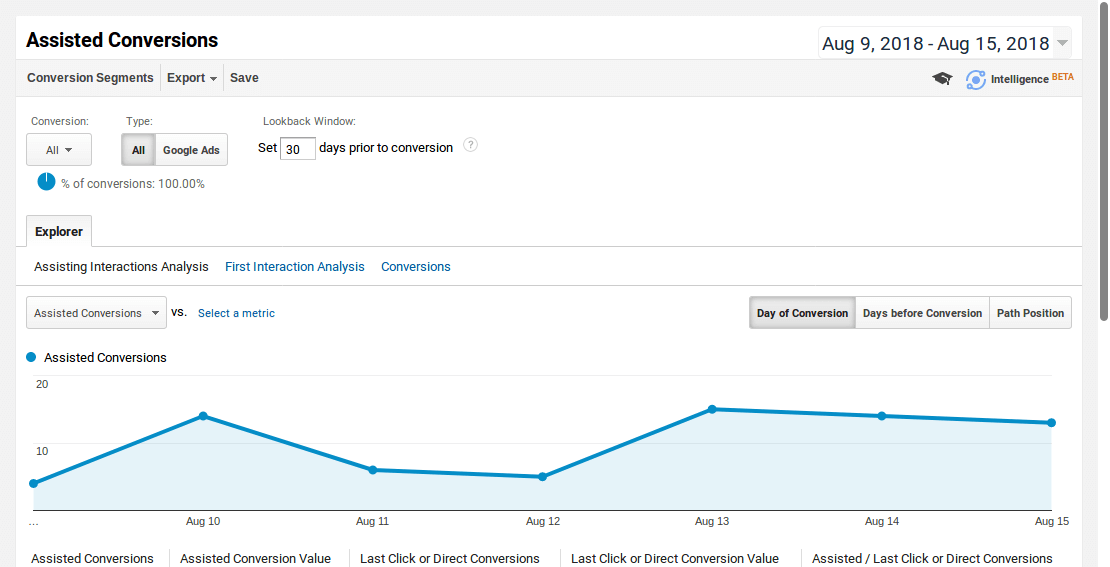 Assisted Conversions
Aug 9, 2018 - Aug 15, 2018
Conversion Segments Export Save
Intelligence BETA
Conversion: Type: Lookback Window:
All All Google Ads Set 30 days prior to conversion ?
% of conversions: 100.00%
Explorer
Assisting Interactions Analysis First Interaction Analysis Conversions
Assisted Conversions VS. Select a metric Day of Conversion Days before Conversion Path Position
Assisted Conversions
20
10
... Aug 10 Aug 11 Aug 12 Aug 13 Aug 14 Aug 15
Assisted Conversions Assisted Conversion Value Last Click or Direct Conversions Last Click or Direct Conversion Value Assisted / Last Click or Direct Conversions